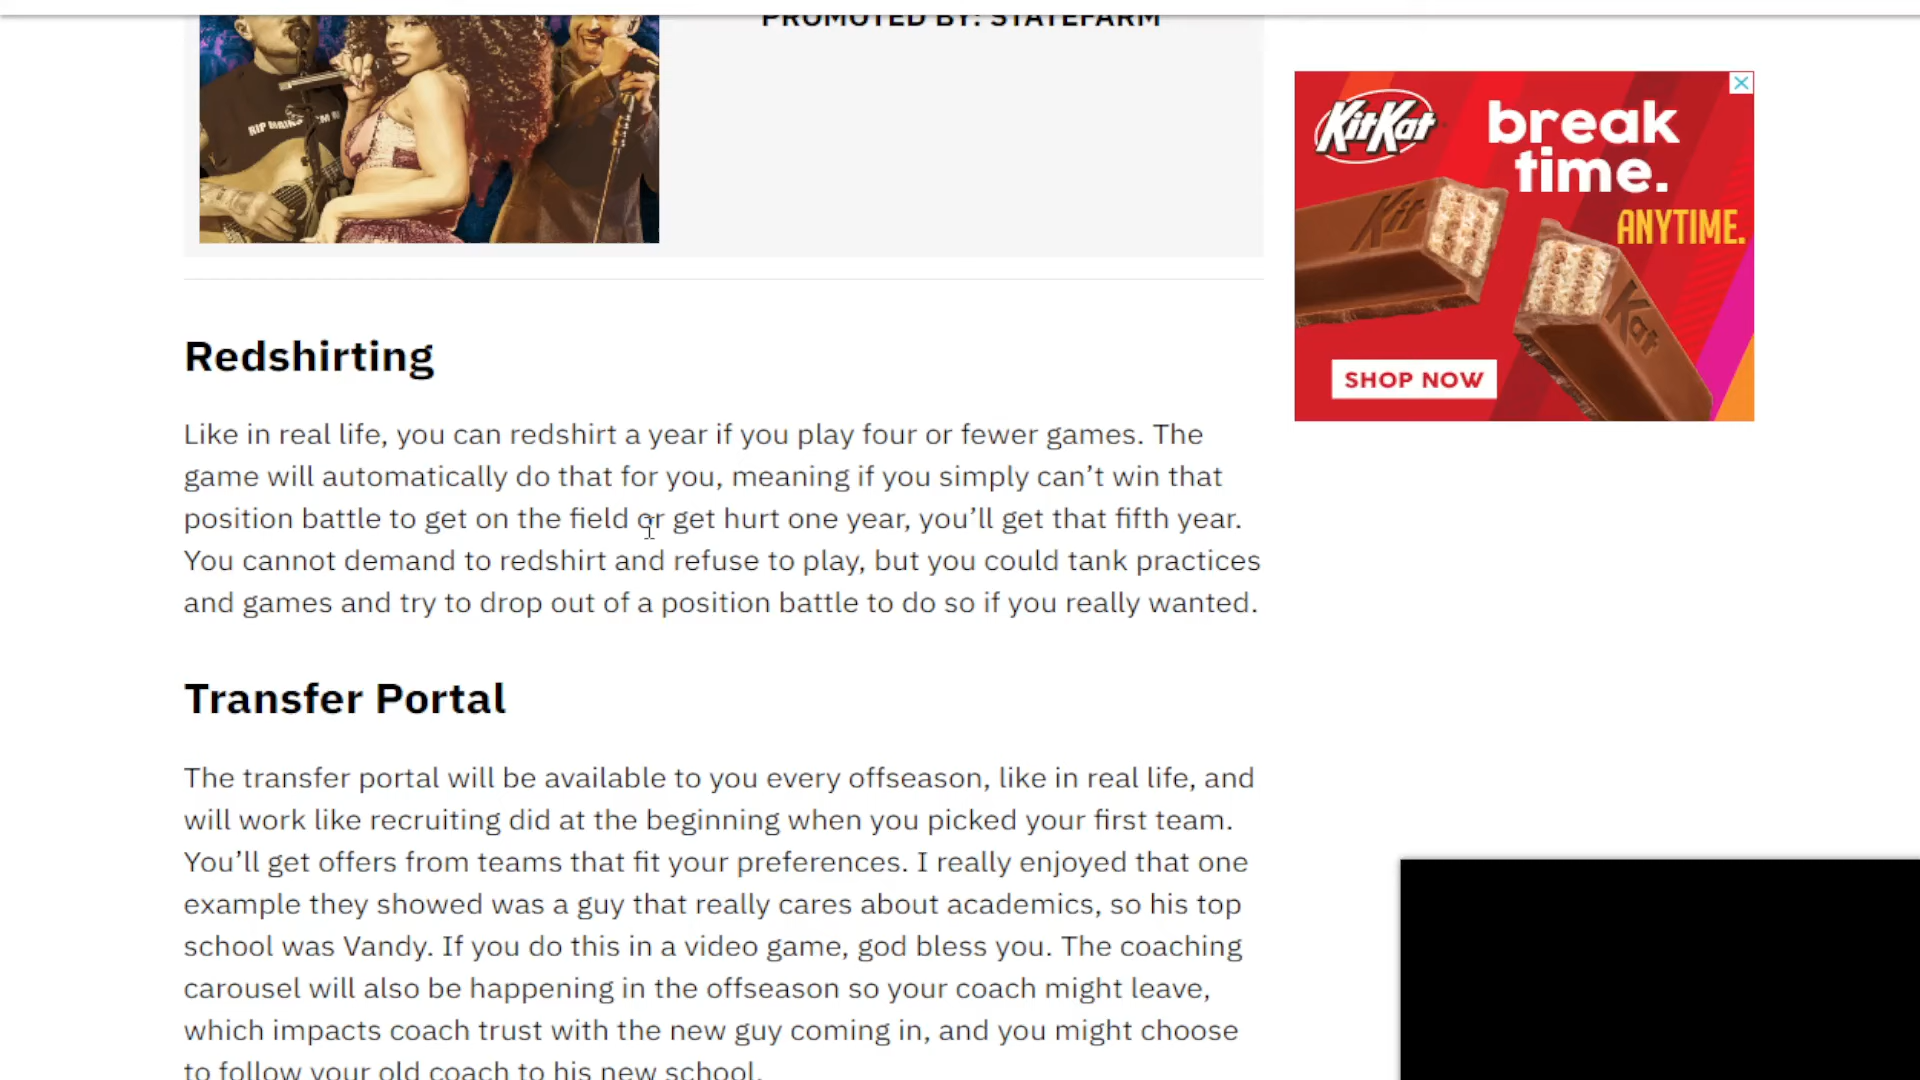 PROMOTED BY: STATEFARM
KitKat
break
time.
ANYTIME.
Kit
Kat
SHOP NOW
Redshirting
Like in real life, you can redshirt a year if you play four or fewer games. The
game will automatically do that for you, meaning if you simply can’t win that
position battle to get on the field or get hurt one year, you’ll get that fifth year.
You cannot demand to redshirt and refuse to play, but you could tank practices
and games and try to drop out of a position battle to do so if you really wanted.
Transfer Portal
The transfer portal will be available to you every offseason, like in real life, and
will work like recruiting did at the beginning when you picked your first team.
You’ll get offers from teams that fit your preferences. I really enjoyed that one
example they showed was a guy that really cares about academics, so his top
school was Vandy. If you do this in a video game, god bless you. The coaching
carousel will also be happening in the offseason so your coach might leave,
which impacts coach trust with the new guy coming in, and you might choose
to follow your old coach to his new school.